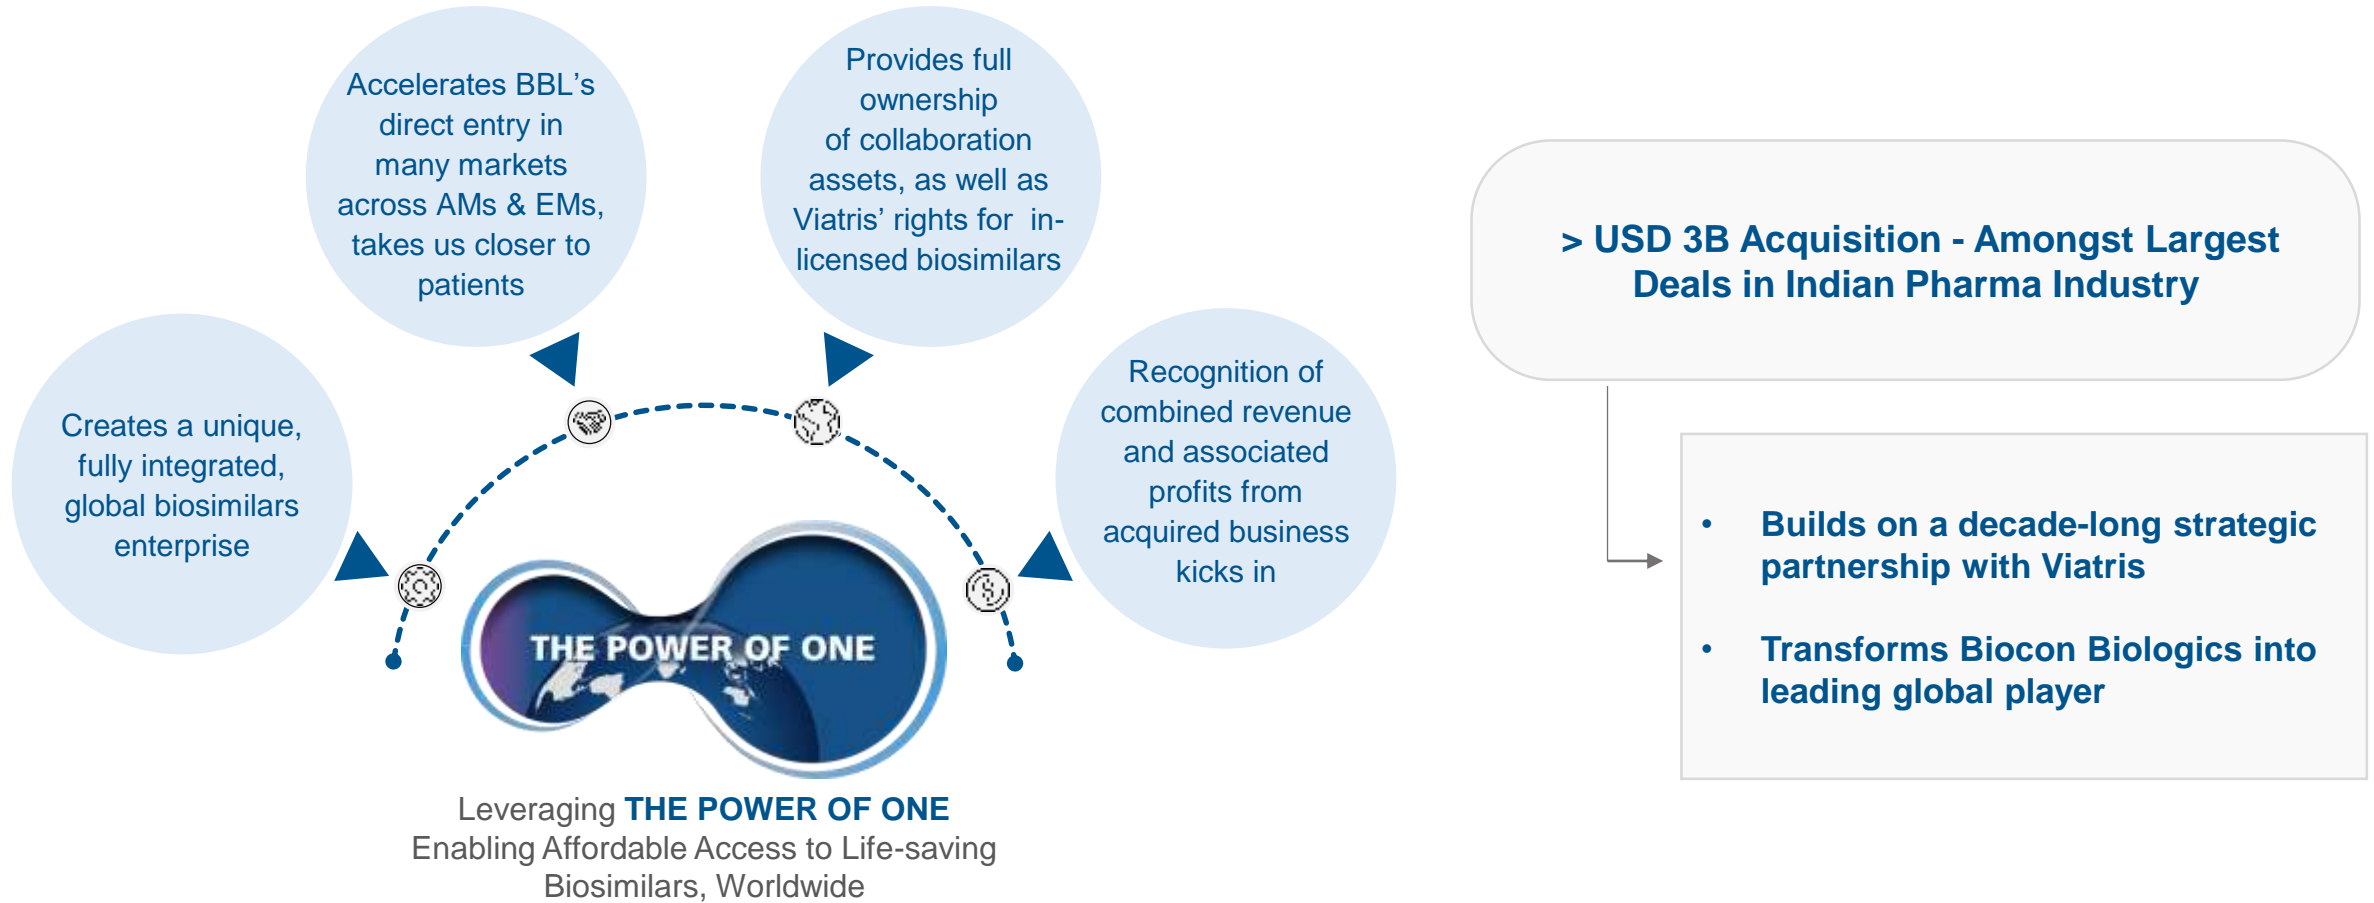 Creates a unique,
fully integrated,
global biosimilars
enterprise
Accelerates BBL’s
direct entry in
many markets
across AMs & EMs,
takes us closer to
patients
Provides full
ownership
of collaboration
assets, as well as
Viatris’ rights for in-
licensed biosimilars
Recognition of
combined revenue
and associated
profits from
acquired business
kicks in
$
THE POWER OF ONE
Leveraging THE POWER OF ONE
Enabling Affordable Access to Life-saving
Biosimilars, Worldwide
> USD 3B Acquisition - Amongst Largest
Deals in Indian Pharma Industry
• Builds on a decade-long strategic
partnership with Viatris
• Transforms Biocon Biologics into
leading global player